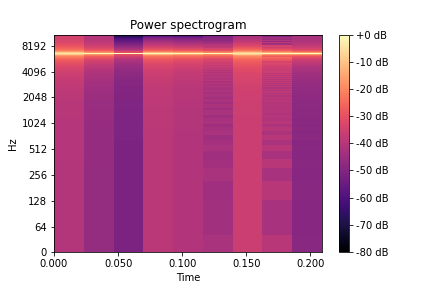 Power spectrogram
Hz
8192
4096
2048
1024
512
256
128
64
0
0.000 0.050 0.100 0.150 0.200
Time
+0 dB
-10 dB
-20 dB
-30 dB
-40 dB
-50 dB
-60 dB
-70 dB
-80 dB